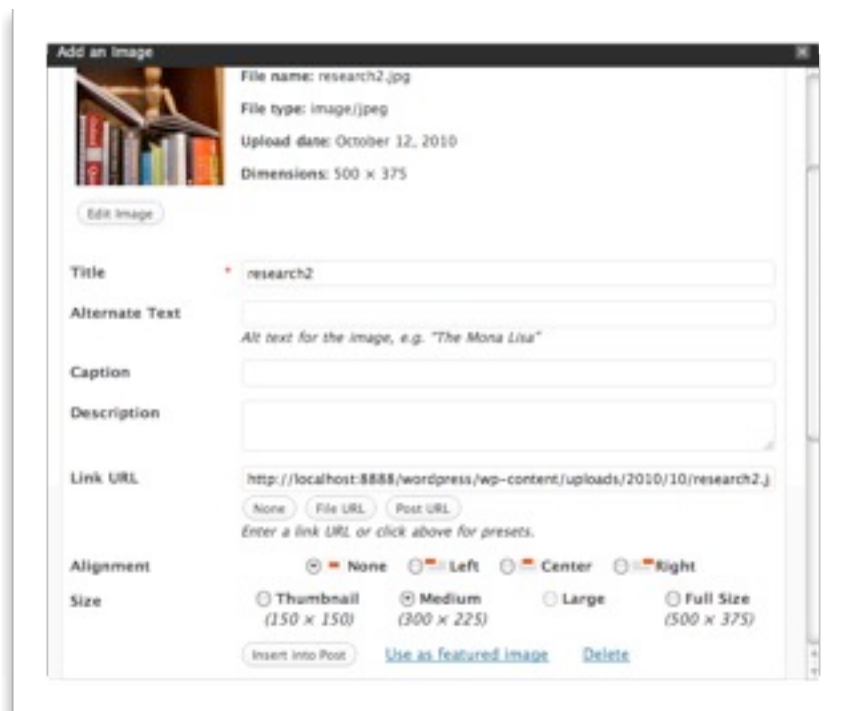 Add an Image
File name: research2.jpg
File type: image/jpeg
Upload date: October 12, 2010
Dimensions: 500 × 375
Edit Image
Title * research2
Alternate Text
Alt text for the image, e.g. "The Mona Lisa"
Caption
Description
Link URL http://localhost:8888/wordpress/wp-content/uploads/2010/10/research2.j
None File URL Post URL
Enter a link URL or click above for presets.
Alignment None Left Center Right
Size Thumbnail Medium Large Full Size
(150 × 150) (300 × 225) (500 × 375)
Insert into Post Use as featured image Delete